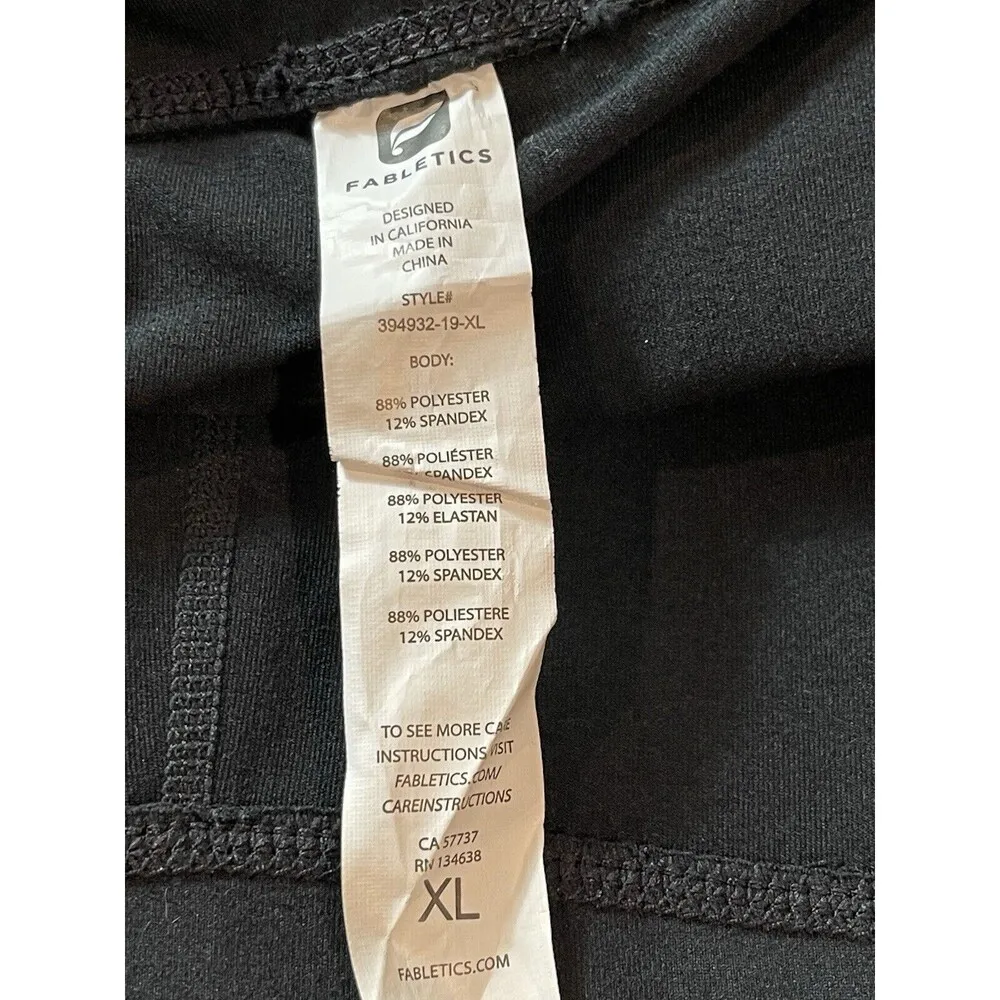 FABLETICS
DESIGNED
IN CALIFORNIA
MADE IN
CHINA
STYLE#
394932-19-XL
BODY:
88% POLYESTER
12% SPANDEX
88% POLIÉSTER
SPANDEX
88% POLYESTER
12% ELASTAN
88% POLYESTER
12% SPANDEX
88% POLIESTERE
12% SPANDEX
TO SEE MORE CARE
INSTRUCTIONS VISIT
FABLETICS.COM/
CAREINSTRUCTIONS
CA 57737
RN 134638
XL
FABLETICS.COM